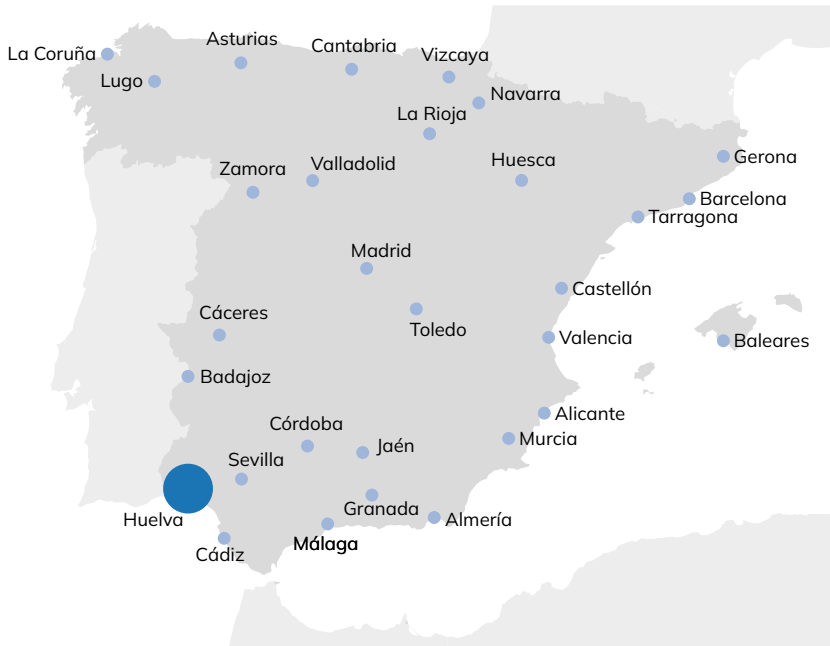 Asturias
Cantabria
La Coruña
Vizcaya
Lugo
Navarra
La Rioja
Gerona
Huesca
Valladolid
Zamora
Barcelona
Tarragona
Madrid
Castellón
Cáceres
Toledo
Valencia
Baleares
Badajoz
Alicante
Córdoba
Murcia
Jaén
Sevilla
Granada
Huelva
Almería
Málaga
Cádiz